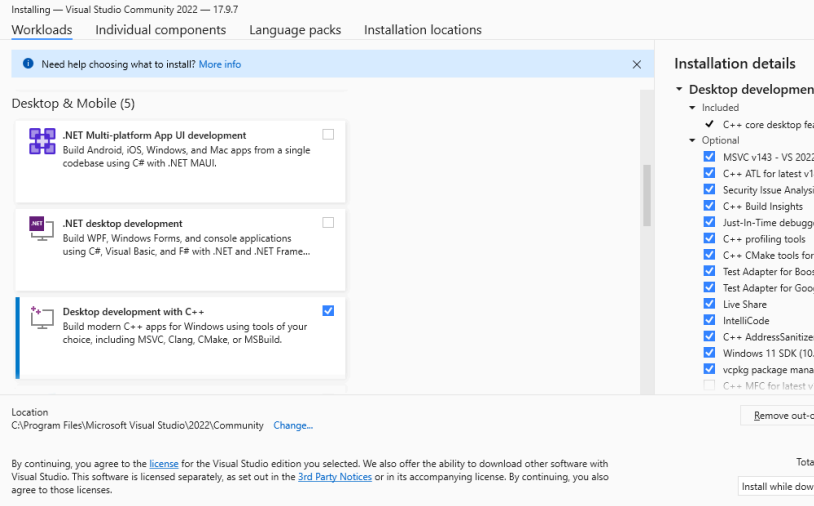 Installing — Visual Studio Community 2022 — 17.9.7
Workloads Individual components Language packs Installation locations
Need help choosing what to install? More info
Desktop & Mobile (5)
.NET Multi-platform App UI development
Build Android, iOS, Windows, and Mac apps from a single
codebase using C# with .NET MAUI.
.NET
.NET desktop development
Build WPF, Windows Forms, and console applications
using C#, Visual Basic, and F# with .NET and .NET Frame...
Desktop development with C++
Build modern C++ apps for Windows using tools of your
choice, including MSVC, Clang, CMake, or MSBuild.
Installation details
Desktop developmen
Included
C++ core desktop fea
Optional
MSVC v143 - VS 2022
C++ ATL for latest v1
Security Issue Analysi
C++ Build Insights
Just-In-Time debugge
C++ profiling tools
C++ CMake tools for
Test Adapter for Boos
Test Adapter for Goog
Live Share
IntelliCode
C++ AddressSanitize
Windows 11 SDK (10.
vcpkg package mana
C++ MFC for latest v
Location
C:\Program Files\Microsoft Visual Studio\2022\Community Change...
Remove out-o
By continuing, you agree to the license for the Visual Studio edition you selected. We also offer the ability to download other software with
Visual Studio. This software is licensed separately, as set out in the 3rd Party Notices or in its accompanying license. By continuing, you also
agree to those licenses.
Tota
Install while dow